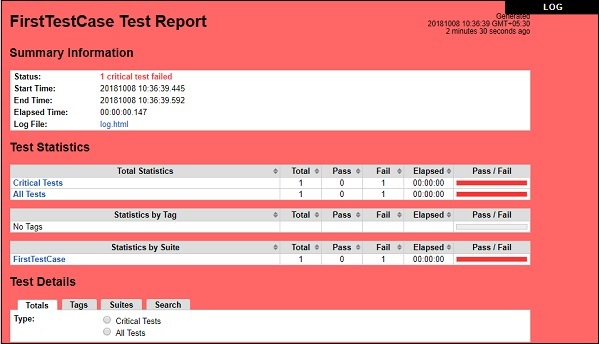 LOG
FirstTestCase Test Report
Generated
20181008 10:36:39 GMT+05:30
2 minutes 30 seconds ago
Summary Information
Status: 1 critical test failed
Start Time: 20181008 10:36:39.445
End Time: 20181008 10:36:39.592
Elapsed Time: 00:00:00.147
Log File: log.html
Test Statistics
Total Statistics Total Pass Fail Elapsed Pass / Fail
Critical Tests 1 0 1 00:00:00
All Tests 1 0 1 00:00:00
Statistics by Tag Total Pass Fail Elapsed Pass / Fail
No Tags
Statistics by Suite Total Pass Fail Elapsed Pass / Fail
FirstTestCase 1 0 1 00:00:00
Test Details
Totals Tags Suites Search
Type: Critical Tests
All Tests